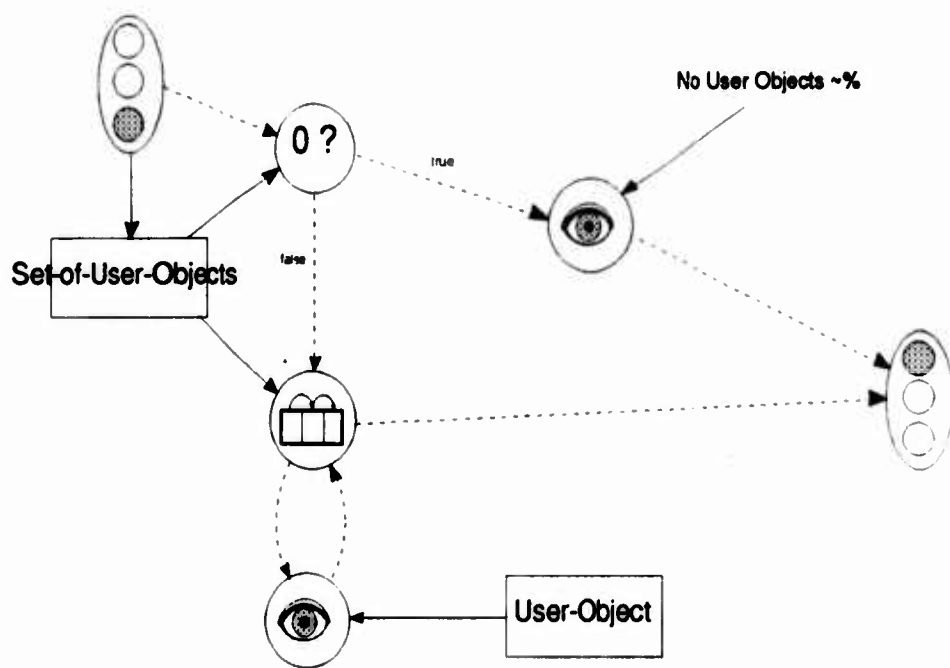 No User Objects ~%
0 ?
true
Set-of-User-Objects
false
User-Object